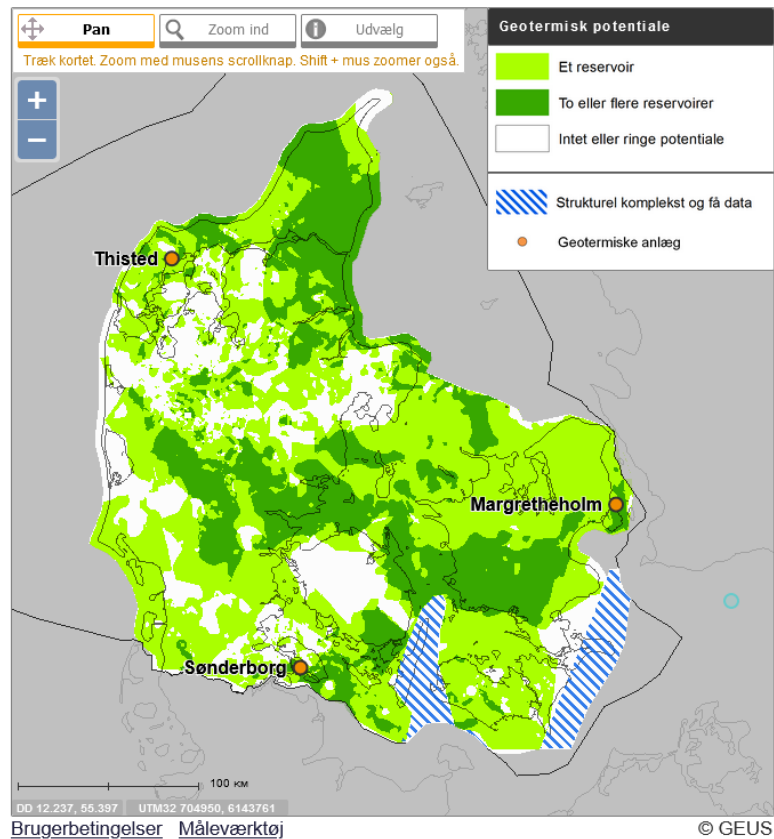 Pan
Zoom ind
Udvælg
Træk kortet. Zoom med musens scrollknap. Shift + mus zoomer også.
+
−
Geotermisk potentiale
Et reservoir
To eller flere reservoirer
Intet eller ringe potentiale
Strukturel komplekst og få data
Geotermiske anlæg
Thisted
Margretheholm
Sønderborg
100 км
DD 12.237, 55.397 UTM32 704950, 6143761
Brugerbetingelser Måleværktøj
© GEUS